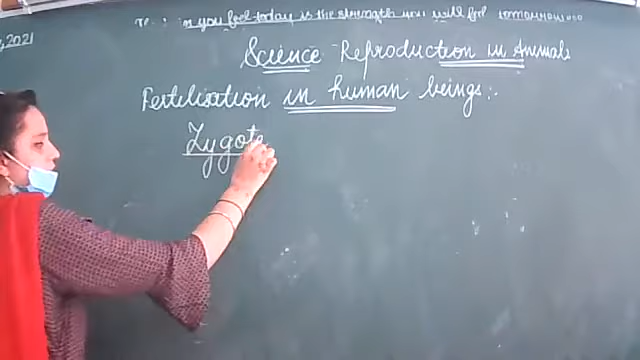 in you feel today is the strength you will feel tomorrow...
2021
Science Reproduction in Animals
Fertilisation in human beings:.
Zygote